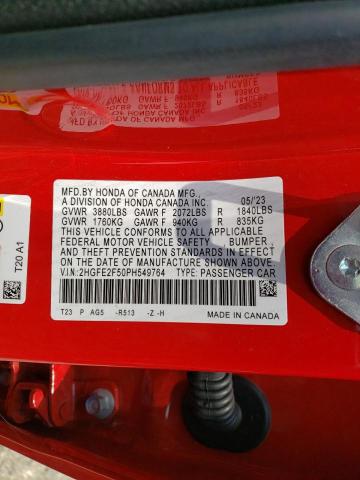 MFD.BY HONDA OF CANADA MFG.,
A DIVISION OF HONDA CANADA INC. 05/'23
GVWR 3880LBS GAWR F 2072LBS R 1840LBS
GVWR 1760KG GAWR F 940KG R 835KG
THIS VEHICLE CONFORMS TO ALL APPLICABLE
FEDERAL MOTOR VEHICLE SAFETY , BUMPER ,
AND THEFT PREVENTION STANDARDS IN EFFECT
ON THE DATE OF MANUFACTURE SHOWN ABOVE.
V.I.N: 2HGFE2F50PH549764 TYPE: PASSENGER CAR
T23 P AG5 -R513 -Z -H MADE IN CANADA
T20 A1